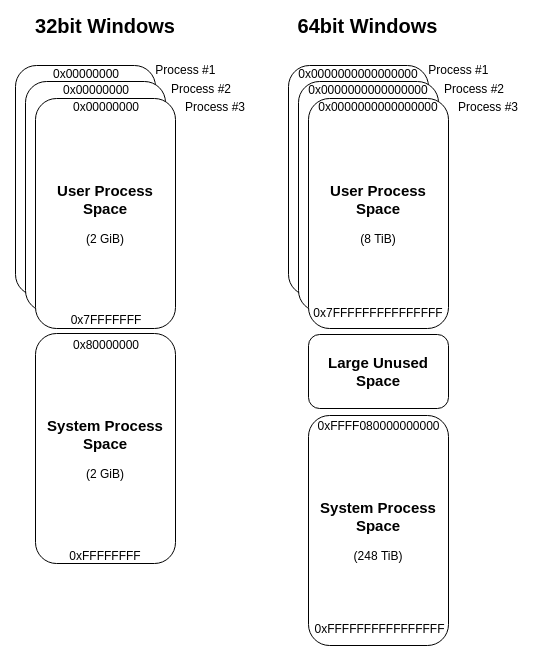 32bit Windows
0x00000000
Process #1
0x00000000
Process #2
0x00000000
Process #3
User Process
Space
(2 GiB)
0x7FFFFFFF
0x80000000
System Process
Space
(2 GiB)
0xFFFFFFFF
64bit Windows
0x0000000000000000
Process #1
0x0000000000000000
Process #2
0x0000000000000000
Process #3
User Process
Space
(8 TiB)
0x7FFFFFFFFFFFFFFF
Large Unused
Space
0xFFFF080000000000
System Process
Space
(248 TiB)
0xFFFFFFFFFFFFFFFF